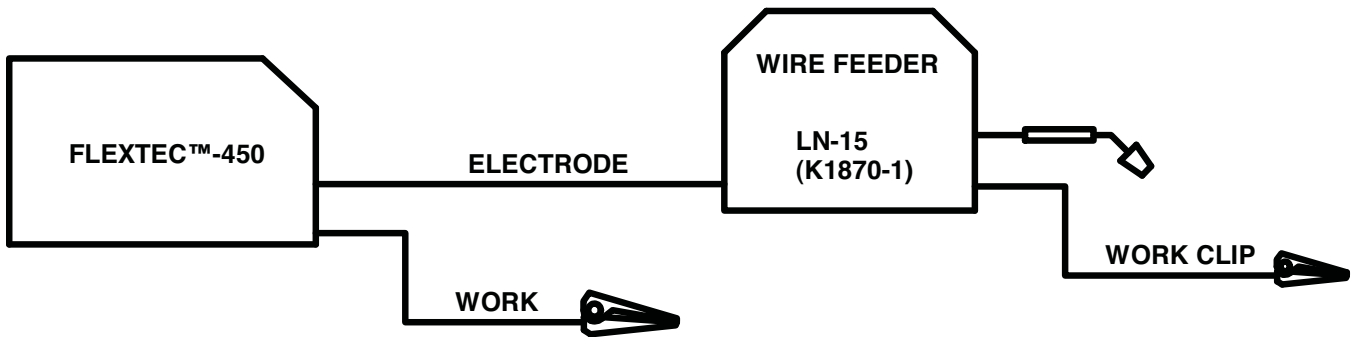 FLEXTEC™-450
ELECTRODE
WORK
WIRE FEEDER
LN-15
(K1870-1)
WORK CLIP